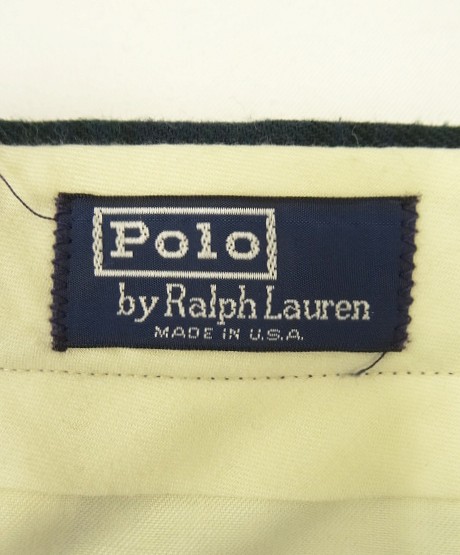 Polo
by Ralph Lauren
MADE IN U.S.A.